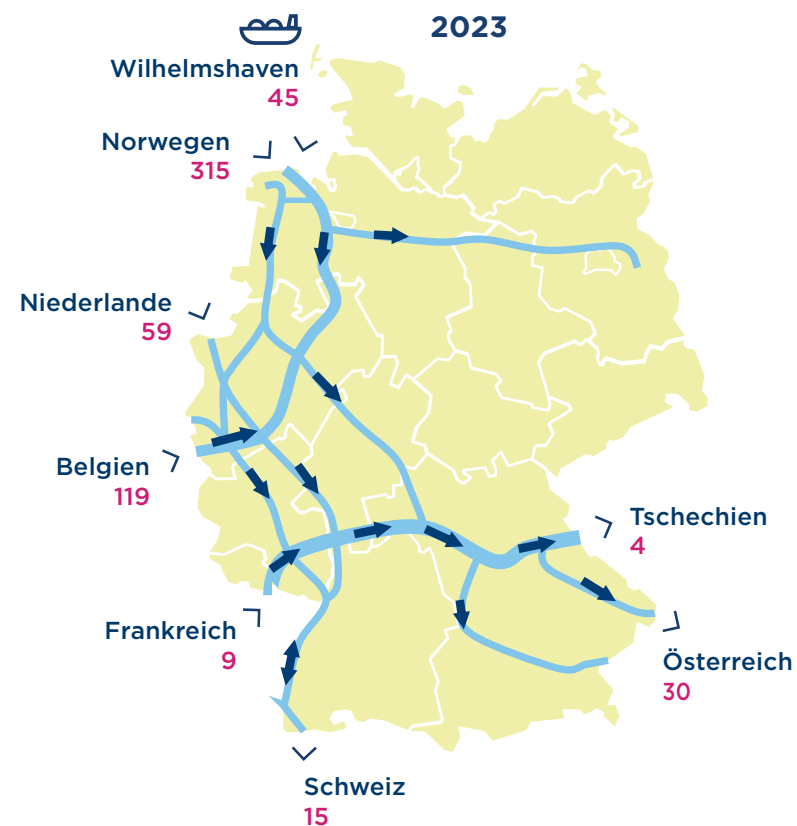 2023
Wilhelmshaven
45
Norwegen
315
Niederlande
59
Belgien
119
Tschechien
4
Frankreich
9
Österreich
30
Schweiz
15